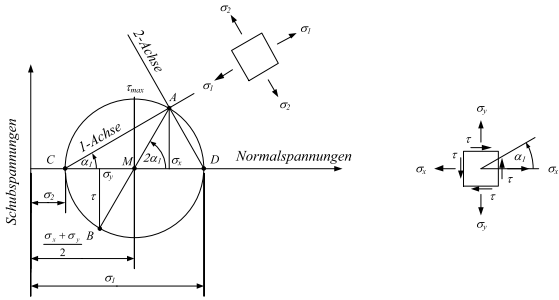 σ₂
2-Achse
σ₁
σ₁
σ₂
τmax
A
1-Achse
Schubspannungen
C
α₁
σy
M
2α₁
σx
D
Normalspannungen
τ
σ₂
B
(σx + σy)/2
σ₁
σy
τ
α₁
σx
τ
τ
σx
τ
σy